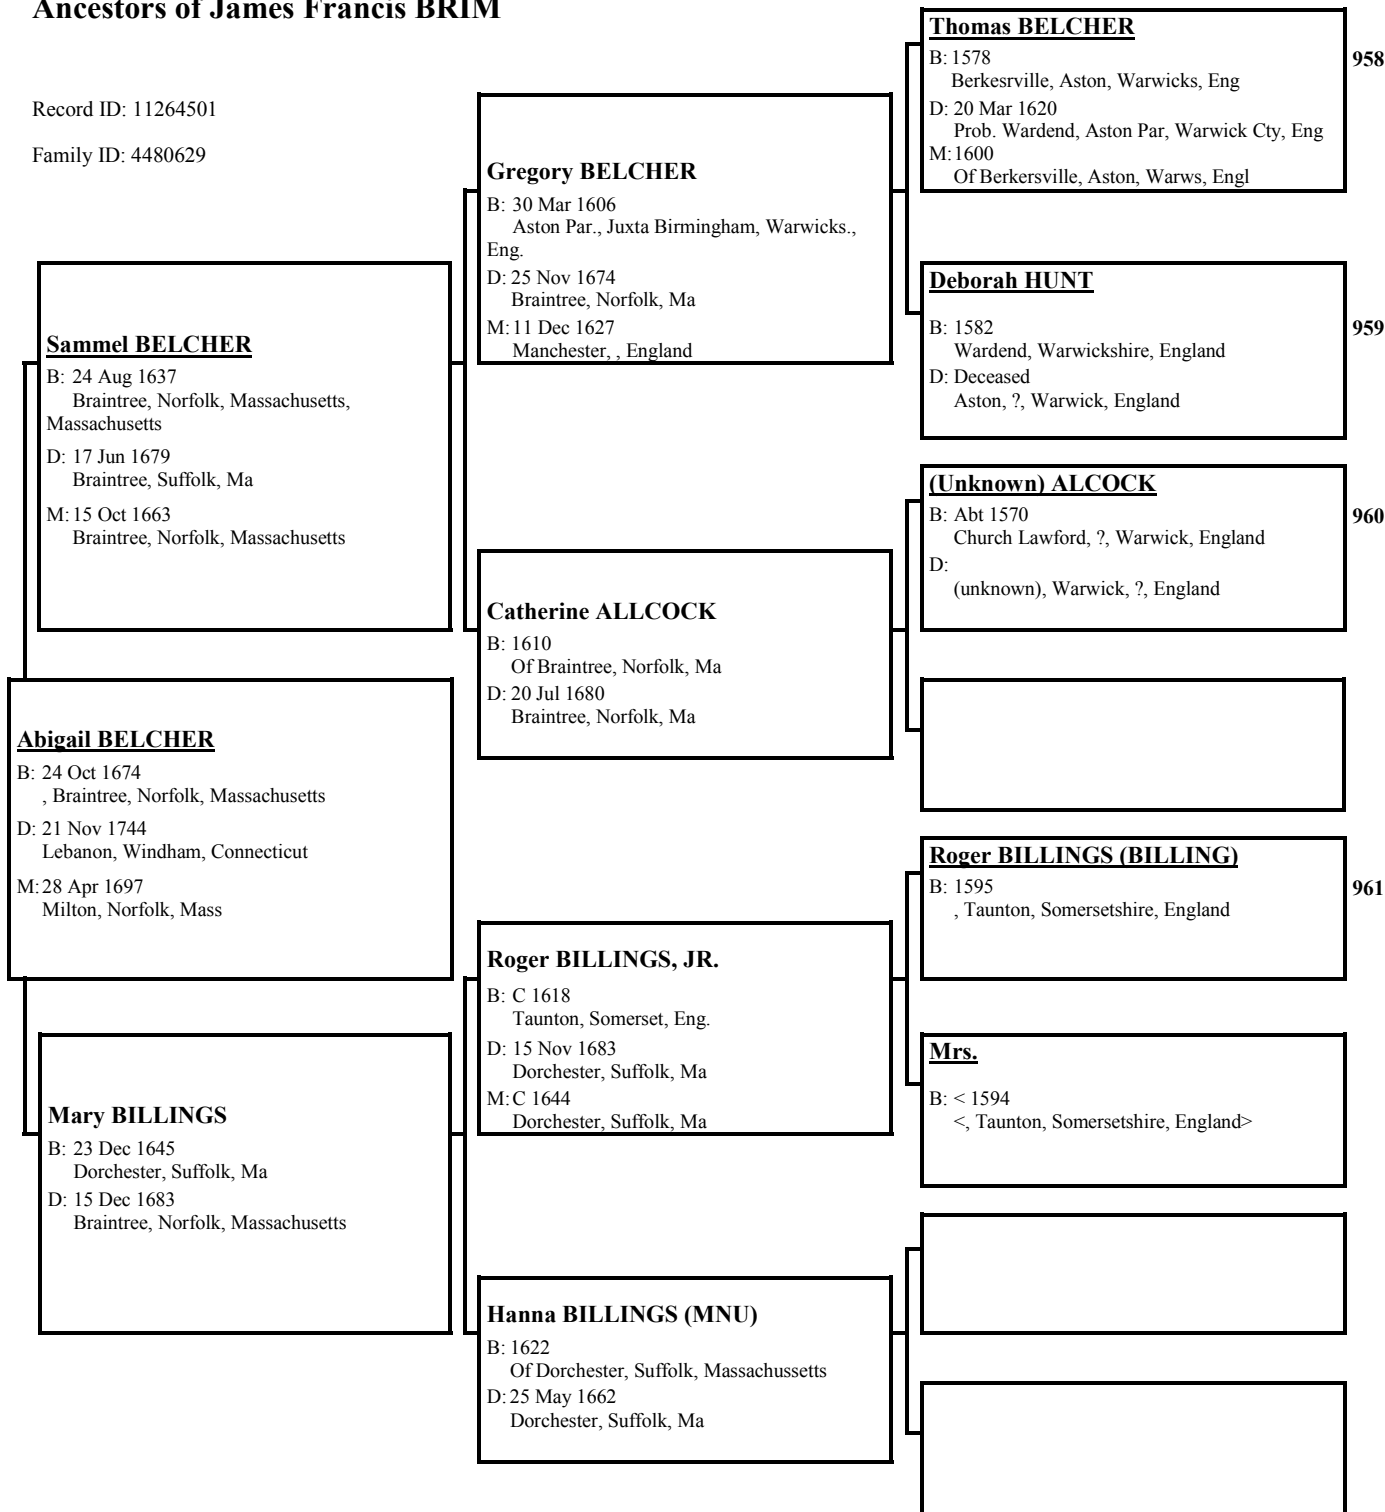 Ancestors of James Francis BRIM
Record ID: 11264501
Family ID: 4480629
Thomas BELCHER
B: 1578
Berkesrville, Aston, Warwicks, Eng
D: 20 Mar 1620
Prob. Wardend, Aston Par, Warwick Cty, Eng
M: 1600
Of Berkersville, Aston, Warws, Engl
958
Gregory BELCHER
B: 30 Mar 1606
Aston Par., Juxta Birmingham, Warwicks.,
Eng.
D: 25 Nov 1674
Braintree, Norfolk, Ma
M: 11 Dec 1627
Manchester, , England
Deborah HUNT
B: 1582
Wardend, Warwickshire, England
D: Deceased
Aston, ?, Warwick, England
959
Sammel BELCHER
B: 24 Aug 1637
Braintree, Norfolk, Massachusetts,
Massachusetts
D: 17 Jun 1679
Braintree, Suffolk, Ma
M: 15 Oct 1663
Braintree, Norfolk, Massachusetts
(Unknown) ALCOCK
B: Abt 1570
Church Lawford, ?, Warwick, England
D:
(unknown), Warwick, ?, England
960
Catherine ALLCOCK
B: 1610
Of Braintree, Norfolk, Ma
D: 20 Jul 1680
Braintree, Norfolk, Ma
Abigail BELCHER
B: 24 Oct 1674
, Braintree, Norfolk, Massachusetts
D: 21 Nov 1744
Lebanon, Windham, Connecticut
M: 28 Apr 1697
Milton, Norfolk, Mass
Roger BILLINGS (BILLING)
B: 1595
, Taunton, Somersetshire, England
961
Roger BILLINGS, JR.
B: C 1618
Taunton, Somerset, Eng.
D: 15 Nov 1683
Dorchester, Suffolk, Ma
M: C 1644
Dorchester, Suffolk, Ma
Mrs.
B: < 1594
<, Taunton, Somersetshire, England>
Mary BILLINGS
B: 23 Dec 1645
Dorchester, Suffolk, Ma
D: 15 Dec 1683
Braintree, Norfolk, Massachusetts
Hanna BILLINGS (MNU)
B: 1622
Of Dorchester, Suffolk, Massachussetts
D: 25 May 1662
Dorchester, Suffolk, Ma